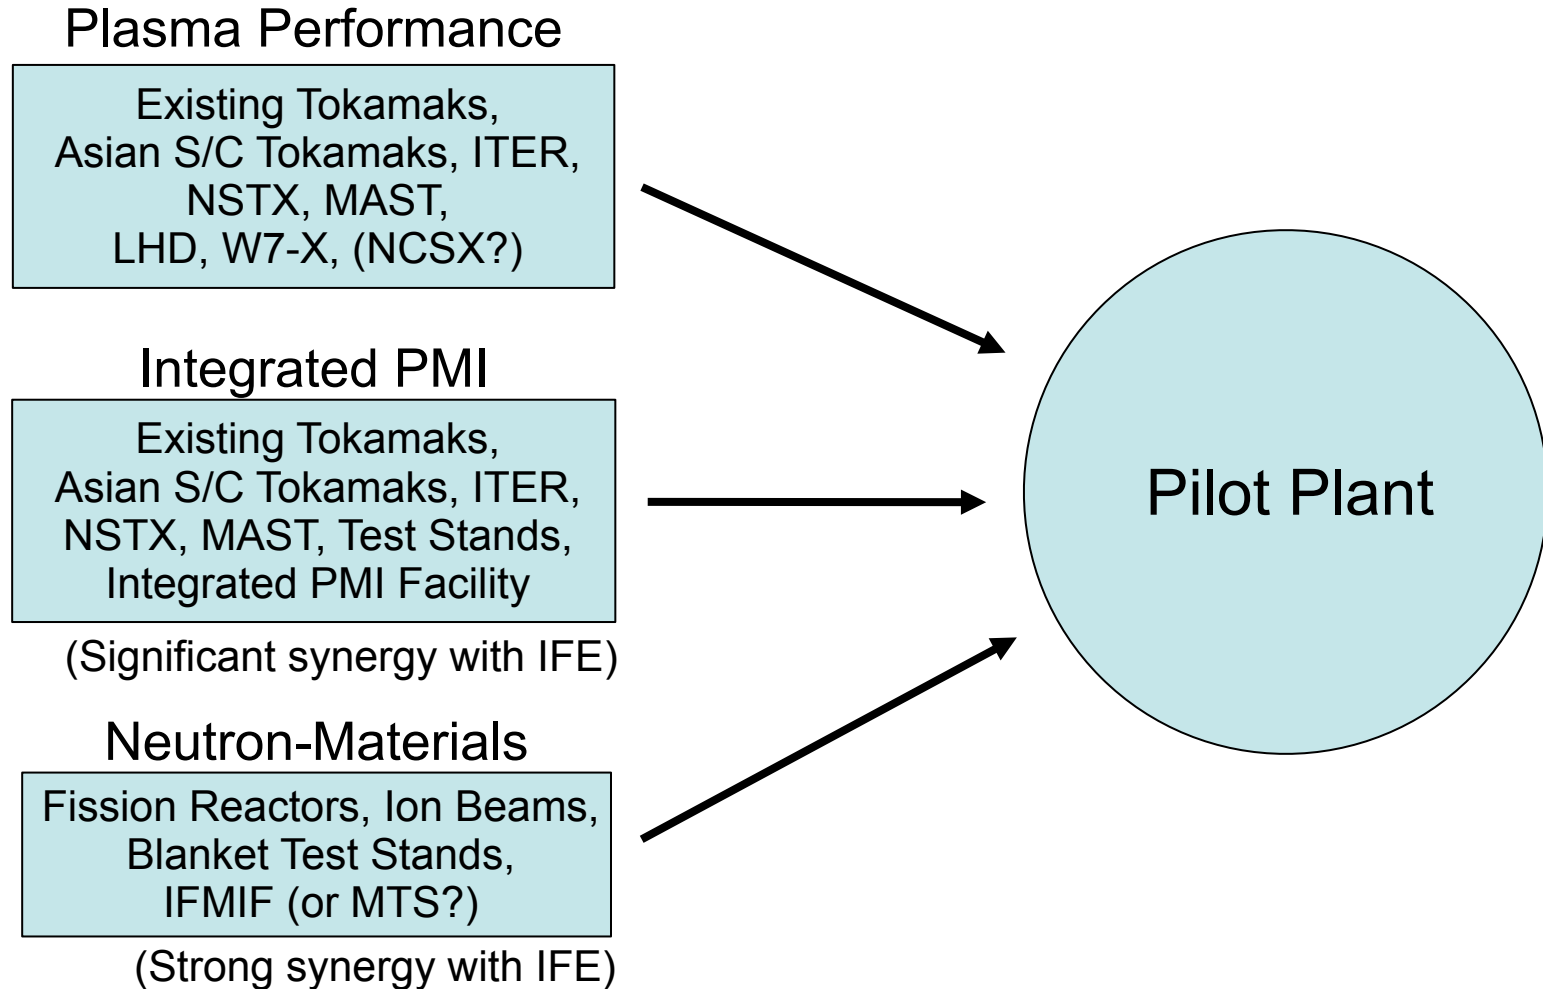 Plasma Performance
Existing Tokamaks,
Asian S/C Tokamaks, ITER,
NSTX, MAST,
LHD, W7-X, (NCSX?)
Integrated PMI
Existing Tokamaks,
Asian S/C Tokamaks, ITER,
NSTX, MAST, Test Stands,
Integrated PMI Facility
(Significant synergy with IFE)
Neutron-Materials
Fission Reactors, Ion Beams,
Blanket Test Stands,
IFMIF (or MTS?)
(Strong synergy with IFE)
Pilot Plant